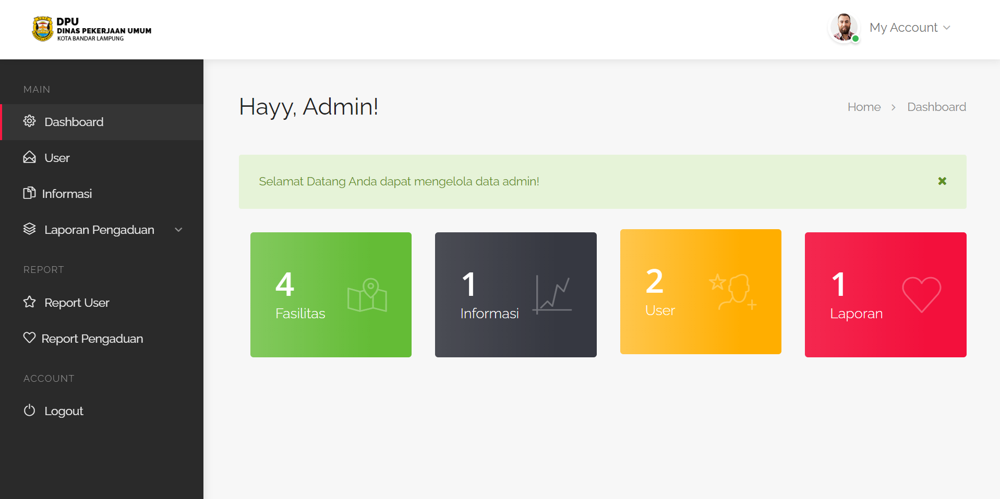 DPU
DINAS PEKERJAAN UMUM
KOTA BANDAR LAMPUNG
My Account
MAIN
Dashboard
User
Informasi
Laporan Pengaduan
REPORT
Report User
Report Pengaduan
ACCOUNT
Logout
Hayy, Admin!
Home > Dashboard
Selamat Datang Anda dapat mengelola data admin!
4
Fasilitas
1
Informasi
2
User
1
Laporan